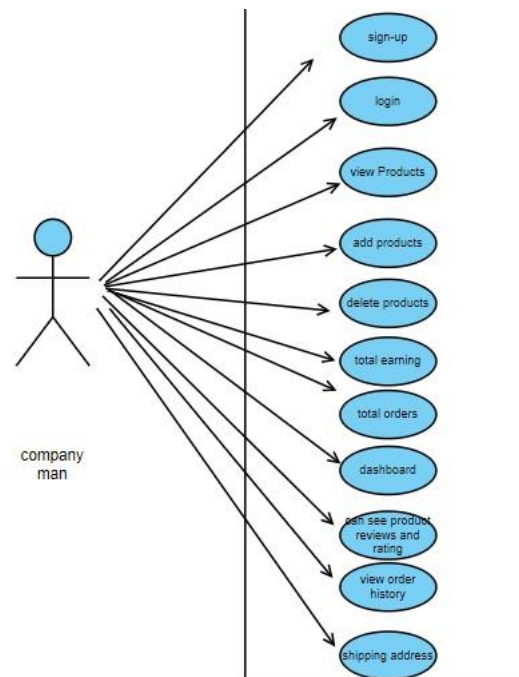 sign-up
login
view Products
add products
delete products
total earning
total orders
dashboard
can see product
reviews and
rating
view order
history
shipping address
company
man